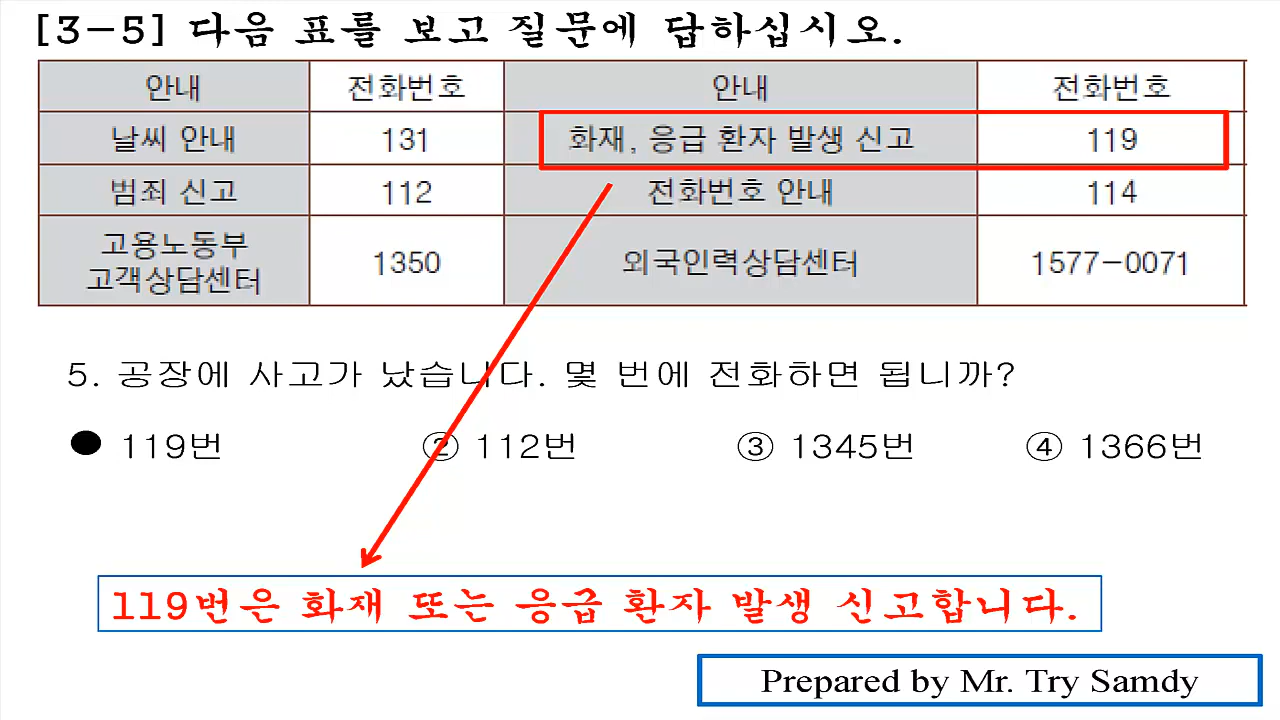 [3-5] 다음 표를 보고 질문에 답하십시오.
안내 전화번호 안내 전화번호
날씨 안내 131 화재, 응급 환자 발생 신고 119
범죄 신고 112 전화번호 안내 114
고용노동부
고객상담센터 1350 외국인력상담센터 1577-0071
5. 공장에 사고가 났습니다. 몇 번에 전화하면 됩니까?
● 119번 ② 112번 ③ 1345번 ④ 1366번
119번은 화재 또는 응급 환자 발생 신고합니다.
Prepared by Mr. Try Samdy